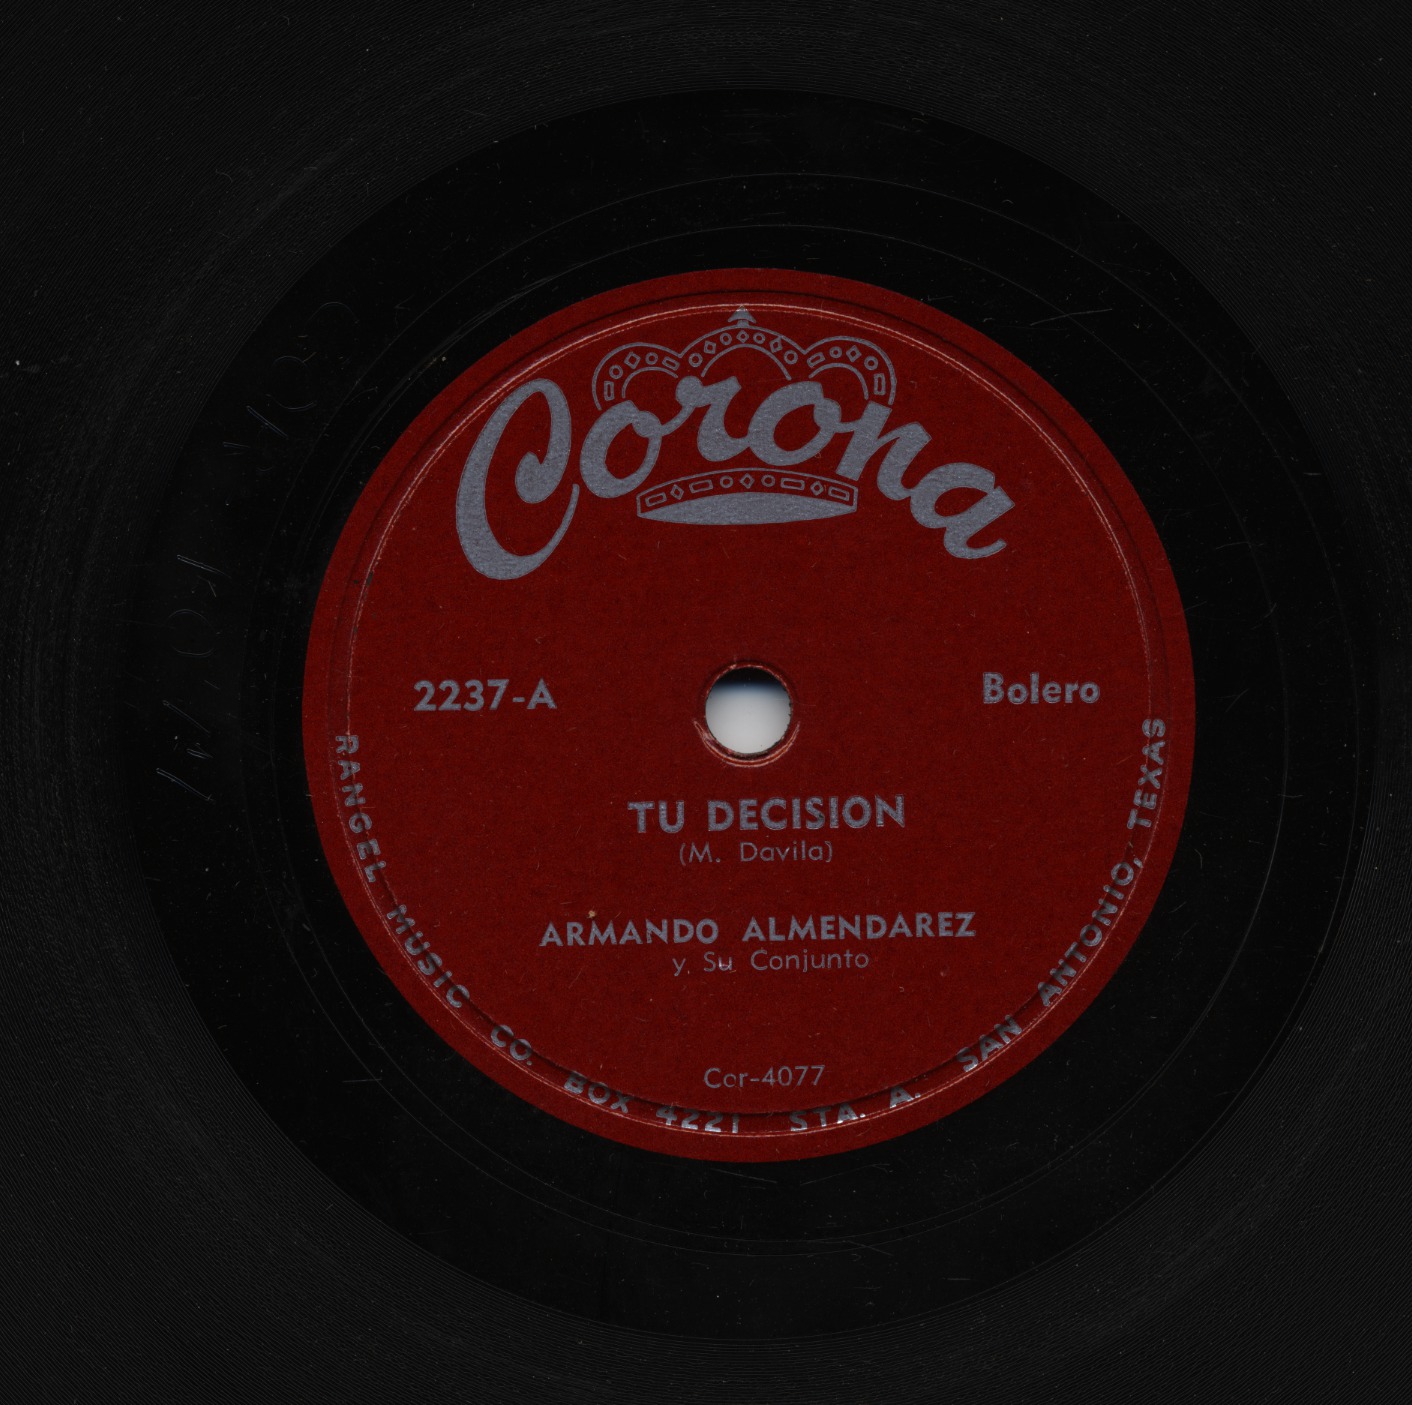 Corona
2237-A
Bolero
TU DECISION
(M. Davila)
ARMANDO ALMENDAREZ
y Su Conjunto
Cor-4077
RANGEL MUSIC CO. BOX 4221 STA. A. SAN ANTONIO, TEXAS